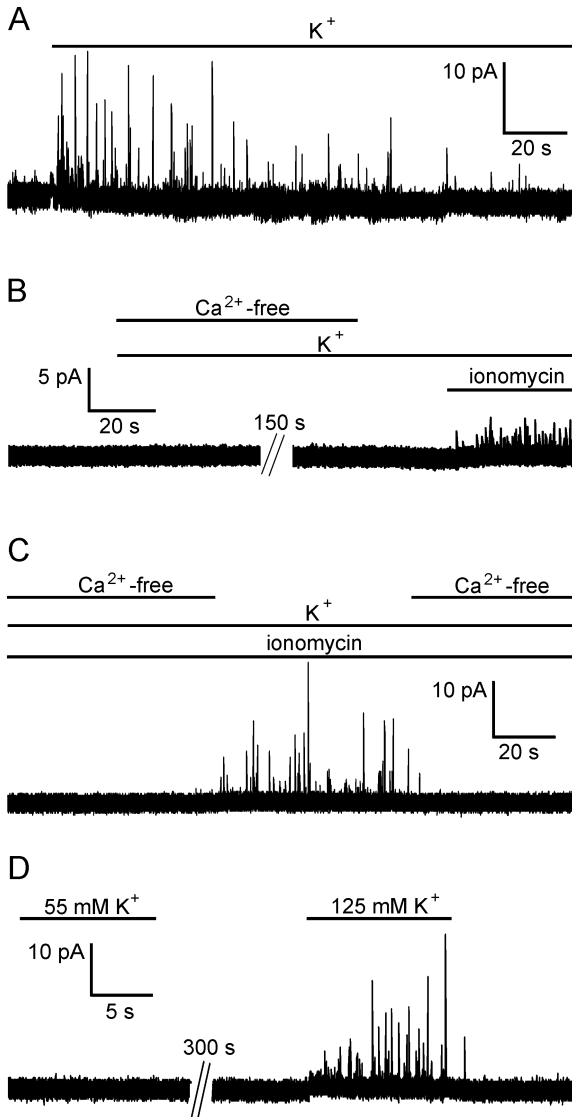 A
K⁺
10 pA
20 s
B
Ca²⁺-free
K⁺
5 pA
ionomycin
20 s
150 s
C
Ca²⁺-free
Ca²⁺-free
K⁺
ionomycin
10 pA
20 s
D
55 mM K⁺
125 mM K⁺
10 pA
5 s
300 s